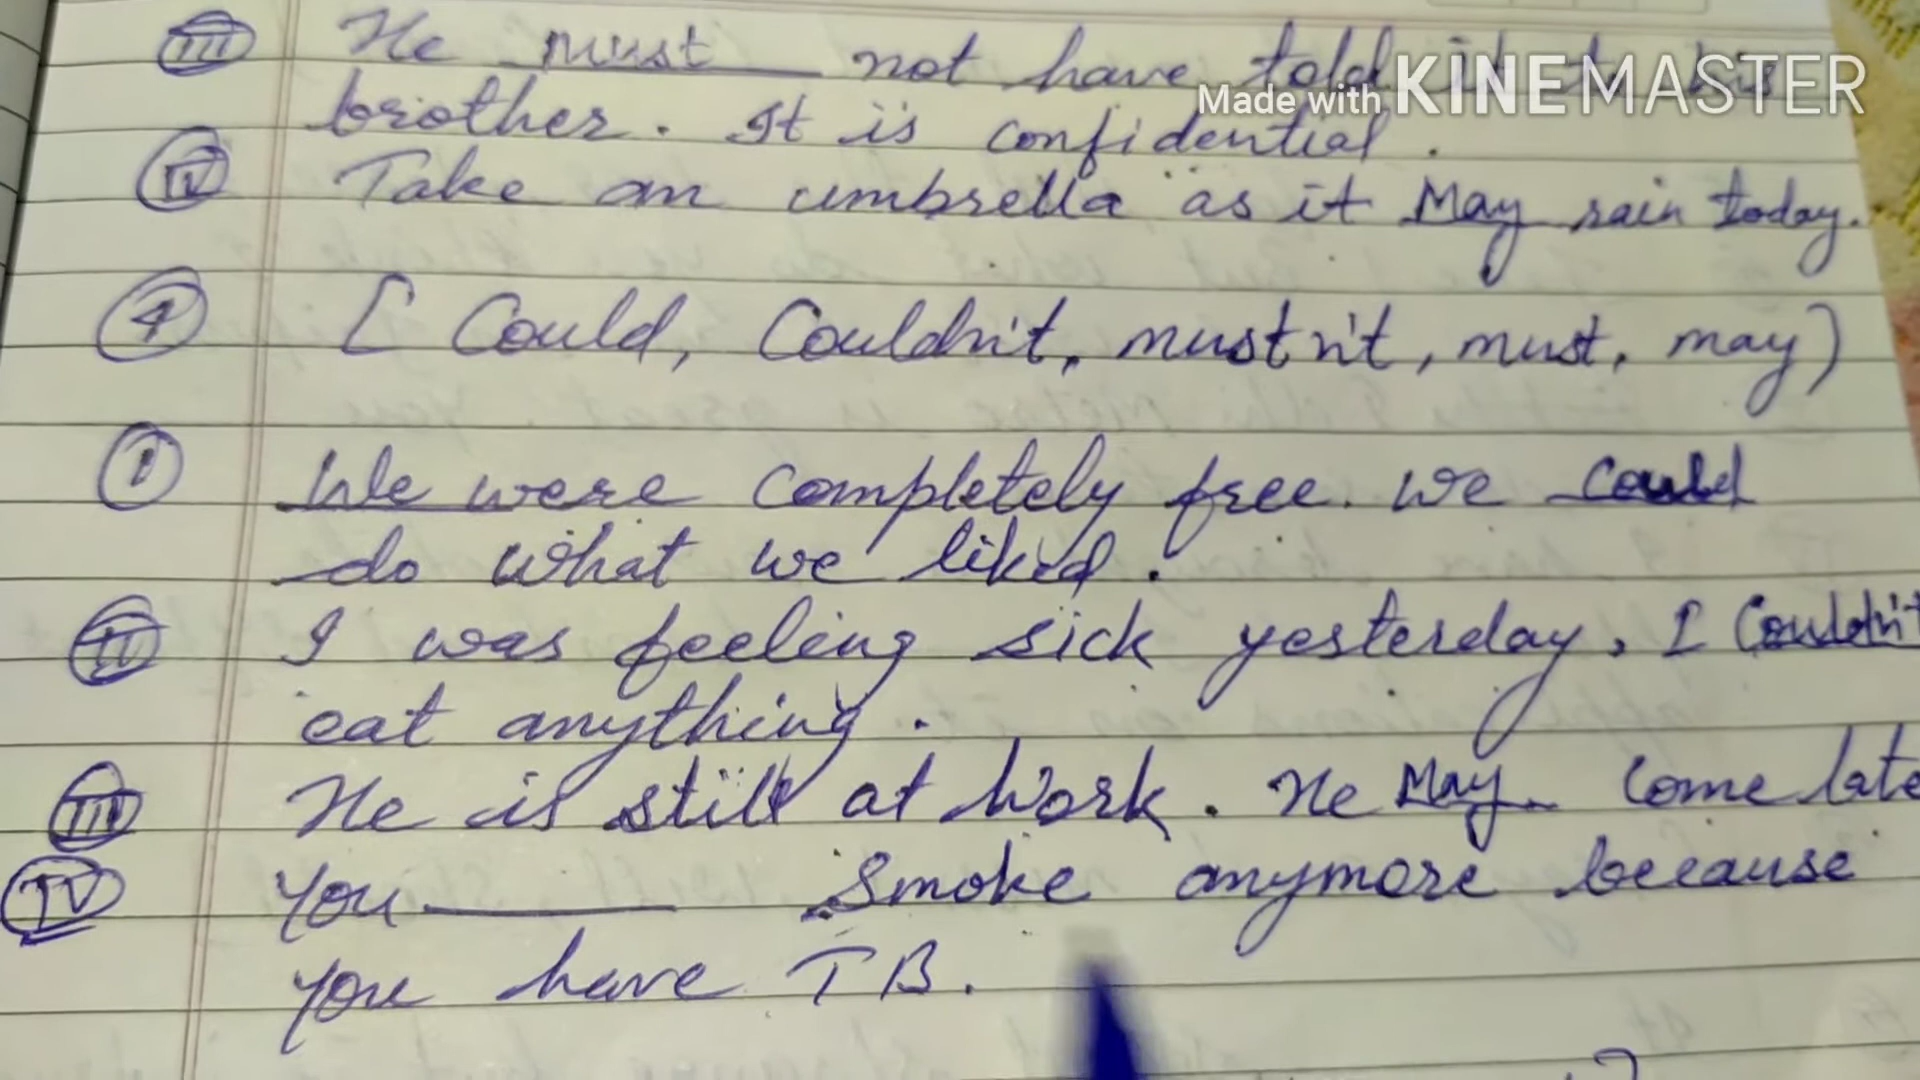 III He must not have told it to his
Made with KINEMASTER
brother. It is confidential.
IV Take an umbrella as it May rain today.
4 [ Could, Couldn't, mustn't, must, may)
I We were completely free. we could
do what we liked.
II I was feeling sick yesterday, I Couldn't
eat anything.
III He is still at work. He May come late
IV You ______ Smoke anymore because
you have TB.